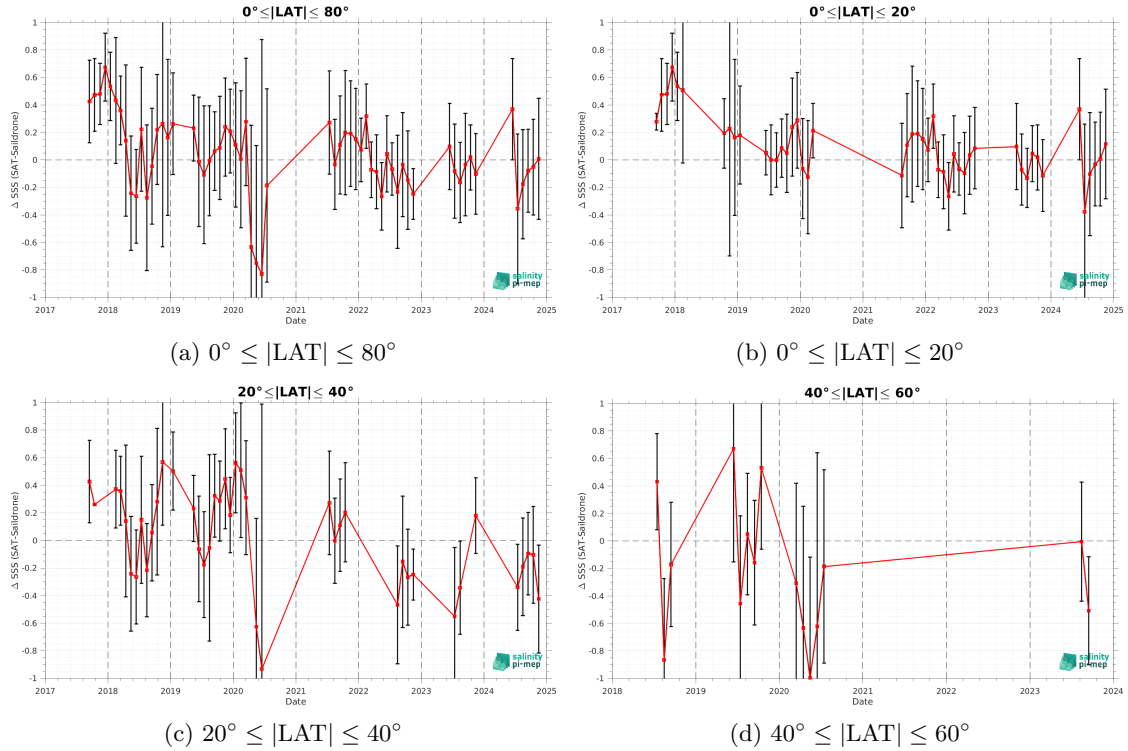 0°≤|LAT|≤ 80°
Δ SSS (SAT-Saildrone)
1
0.8
0.6
0.4
0.2
0
-0.2
-0.4
-0.6
-0.8
-1
salinity
pi-mep
2017 2018 2019 2020 2021 2022 2023 2024 2025
Date
(a) 0° ≤ |LAT| ≤ 80°
0°≤|LAT|≤ 20°
Δ SSS (SAT-Saildrone)
1
0.8
0.6
0.4
0.2
0
-0.2
-0.4
-0.6
-0.8
-1
salinity
pi-mep
2017 2018 2019 2020 2021 2022 2023 2024 2025
Date
(b) 0° ≤ |LAT| ≤ 20°
20°≤|LAT|≤ 40°
Δ SSS (SAT-Saildrone)
1
0.8
0.6
0.4
0.2
0
-0.2
-0.4
-0.6
-0.8
-1
salinity
pi-mep
2017 2018 2019 2020 2021 2022 2023 2024 2025
Date
(c) 20° ≤ |LAT| ≤ 40°
40°≤|LAT|≤ 60°
Δ SSS (SAT-Saildrone)
1
0.8
0.6
0.4
0.2
0
-0.2
-0.4
-0.6
-0.8
-1
salinity
pi-mep
2018 2019 2020 2021 2022 2023 2024
Date
(d) 40° ≤ |LAT| ≤ 60°